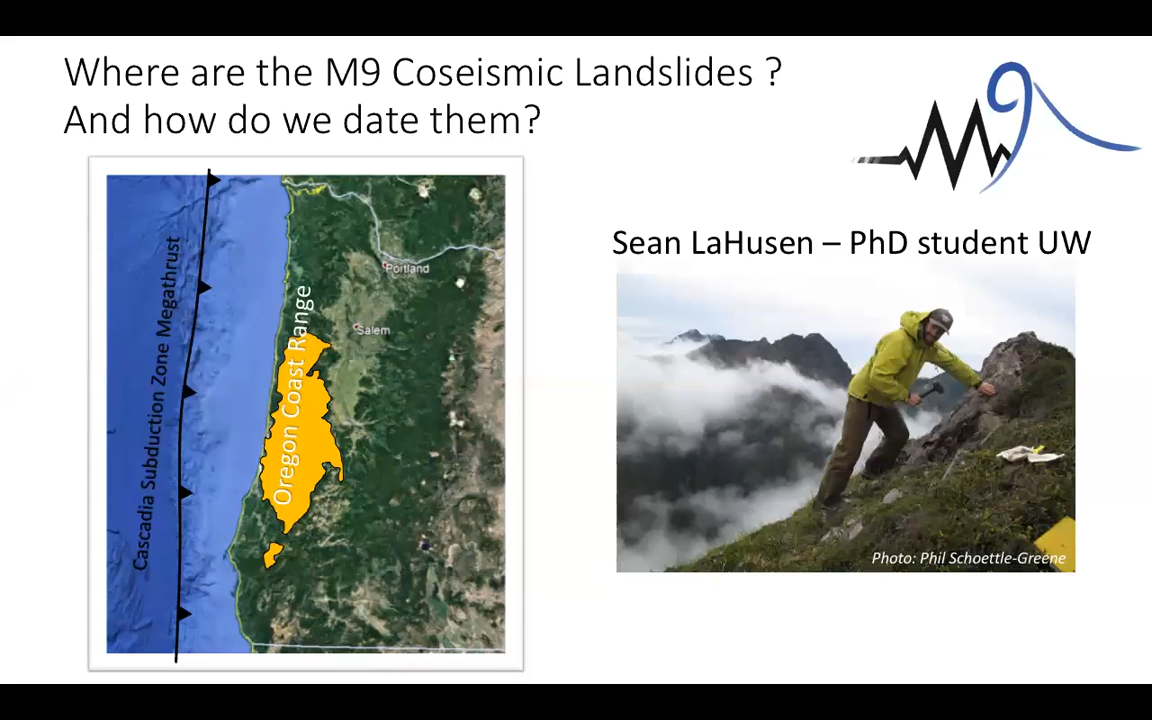 Where are the M9 Coseismic Landslides ?
And how do we date them?
M9
Cascadia Subduction Zone Megathrust
Oregon Coast Range
Portland
Salem
Sean LaHusen – PhD student UW
Photo: Phil Schoettle-Greene